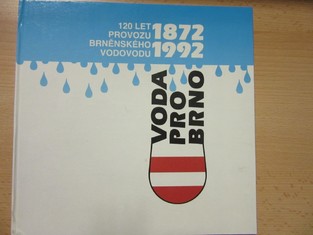 120 LET
PROVOZU
BRNĚNSKÉHO
VODOVODU
1872
1992
VODA
PRO
BRNO